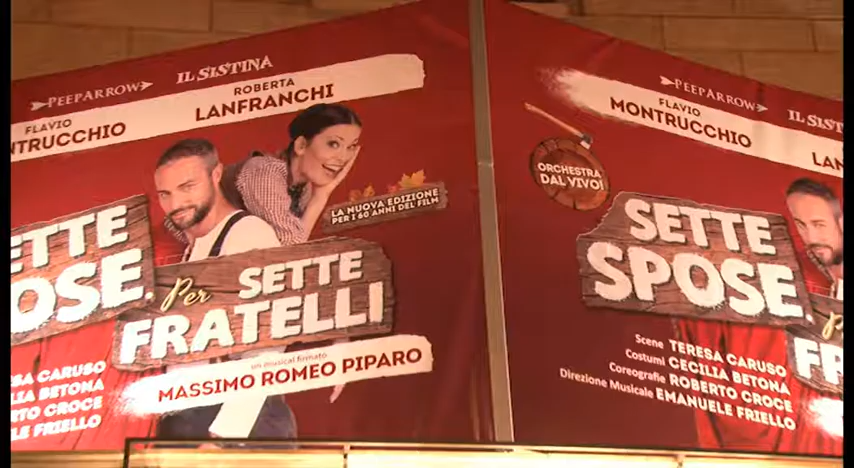 PEEPARROW
IL SISTINA
FLAVIO
NTRUCCHIO
ROBERTA
LANFRANCHI
LA NUOVA EDIZIONE
PER I 60 ANNI DEL FILM
ETTE
OSE.
Per
SETTE
FRATELLI
un musical firmato
MASSIMO ROMEO PIPARO
SA CARUSO
LIA BETONA
RTO CROCE
LE FRIELLO
PEEPARROW
IL SIST
FLAVIO
MONTRUCCHIO
LAN
ORCHESTRA
DAL VIVO!
SETTE
SPOSE.
P
FR
Scene TERESA CARUSO
Costumi CECILIA BETONA
Coreografie ROBERTO CROCE
Direzione Musicale EMANUELE FRIELLO